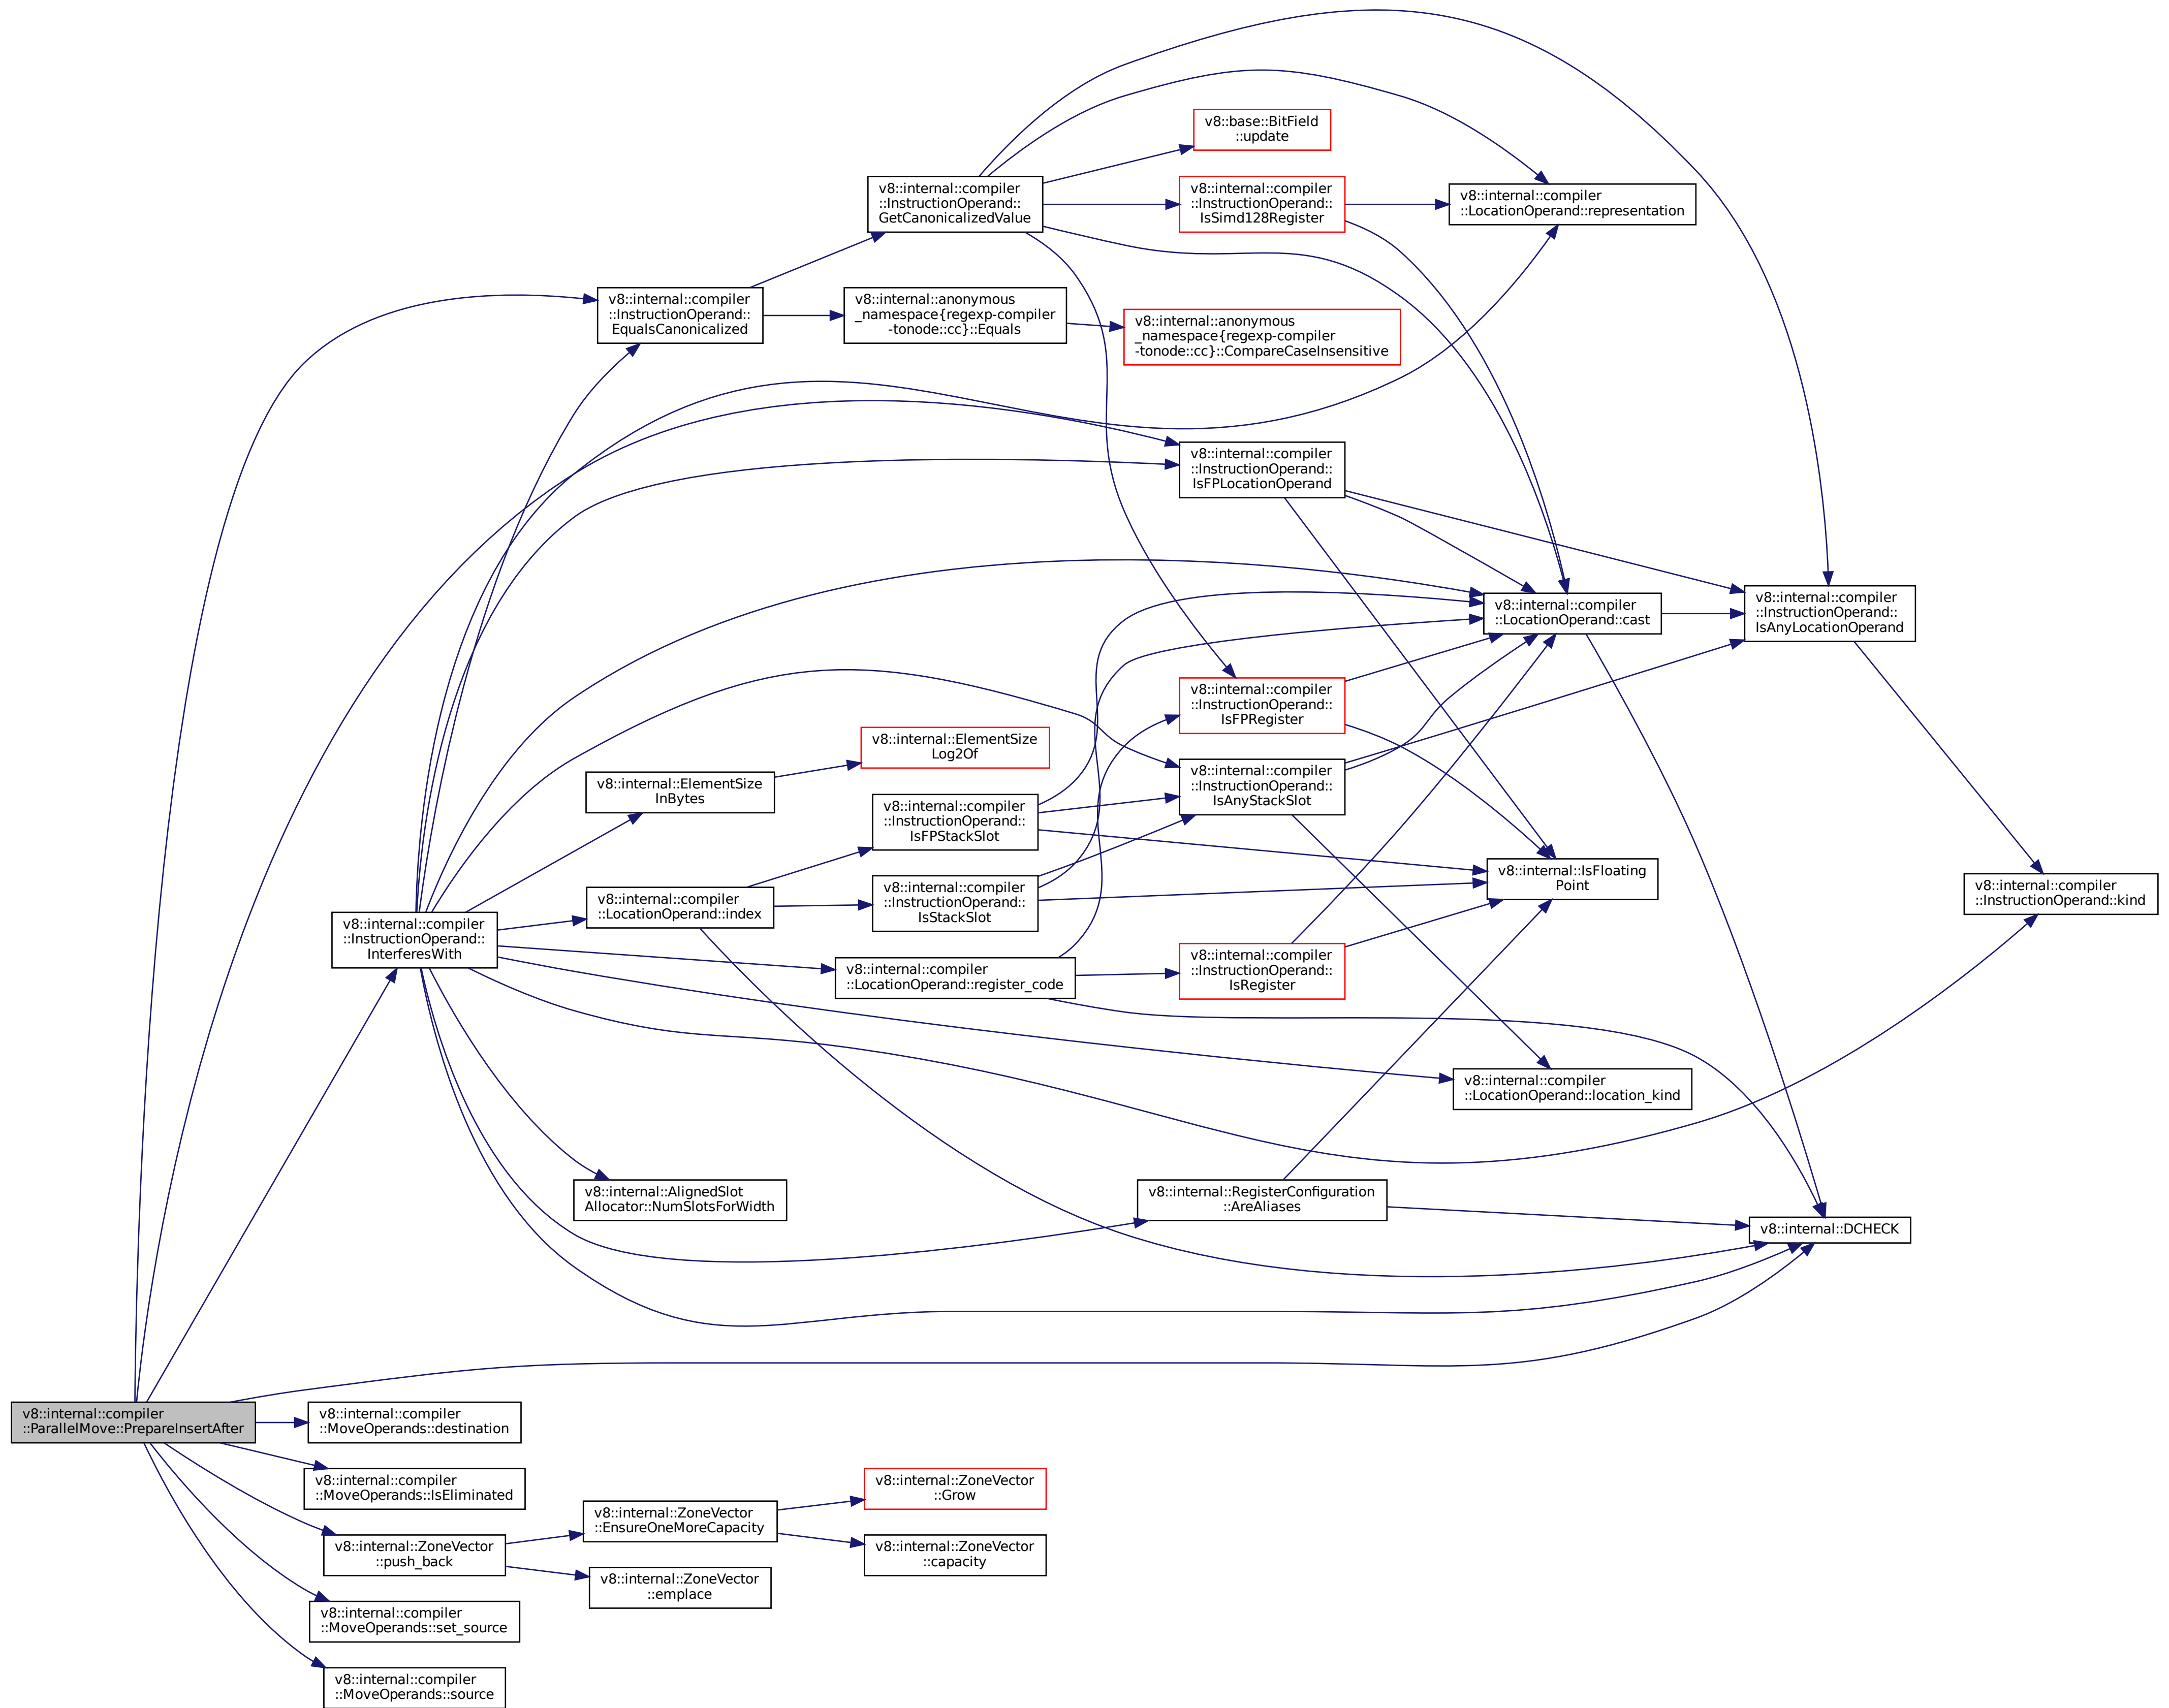 v8::base::BitField
::update
v8::internal::compiler
::InstructionOperand::
GetCanonicalizedValue
v8::internal::compiler
::InstructionOperand::
IsSimd128Register
v8::internal::compiler
::LocationOperand::representation
v8::internal::compiler
::InstructionOperand::
EqualsCanonicalized
v8::internal::anonymous
_namespace{regexp-compiler
-tonode::cc}::Equals
v8::internal::anonymous
_namespace{regexp-compiler
-tonode::cc}::CompareCaseInsensitive
v8::internal::compiler
::InstructionOperand::
IsFPLocationOperand
v8::internal::compiler
::LocationOperand::cast
v8::internal::compiler
::InstructionOperand::
IsAnyLocationOperand
v8::internal::compiler
::InstructionOperand::
IsFPRegister
v8::internal::ElementSize
Log2Of
v8::internal::ElementSize
InBytes
v8::internal::compiler
::InstructionOperand::
IsAnyStackSlot
v8::internal::compiler
::InstructionOperand::
IsFPStackSlot
v8::internal::IsFloating
Point
v8::internal::compiler
::InstructionOperand::kind
v8::internal::compiler
::LocationOperand::index
v8::internal::compiler
::InstructionOperand::
IsStackSlot
v8::internal::compiler
::InstructionOperand::
InterferesWith
v8::internal::compiler
::LocationOperand::register_code
v8::internal::compiler
::InstructionOperand::
IsRegister
v8::internal::compiler
::LocationOperand::location_kind
v8::internal::AlignedSlot
Allocator::NumSlotsForWidth
v8::internal::RegisterConfiguration
::AreAliases
v8::internal::DCHECK
v8::internal::compiler
::ParallelMove::PrepareInsertAfter
v8::internal::compiler
::MoveOperands::destination
v8::internal::compiler
::MoveOperands::IsEliminated
v8::internal::ZoneVector
::Grow
v8::internal::ZoneVector
::EnsureOneMoreCapacity
v8::internal::ZoneVector
::push_back
v8::internal::ZoneVector
::capacity
v8::internal::ZoneVector
::emplace
v8::internal::compiler
::MoveOperands::set_source
v8::internal::compiler
::MoveOperands::source